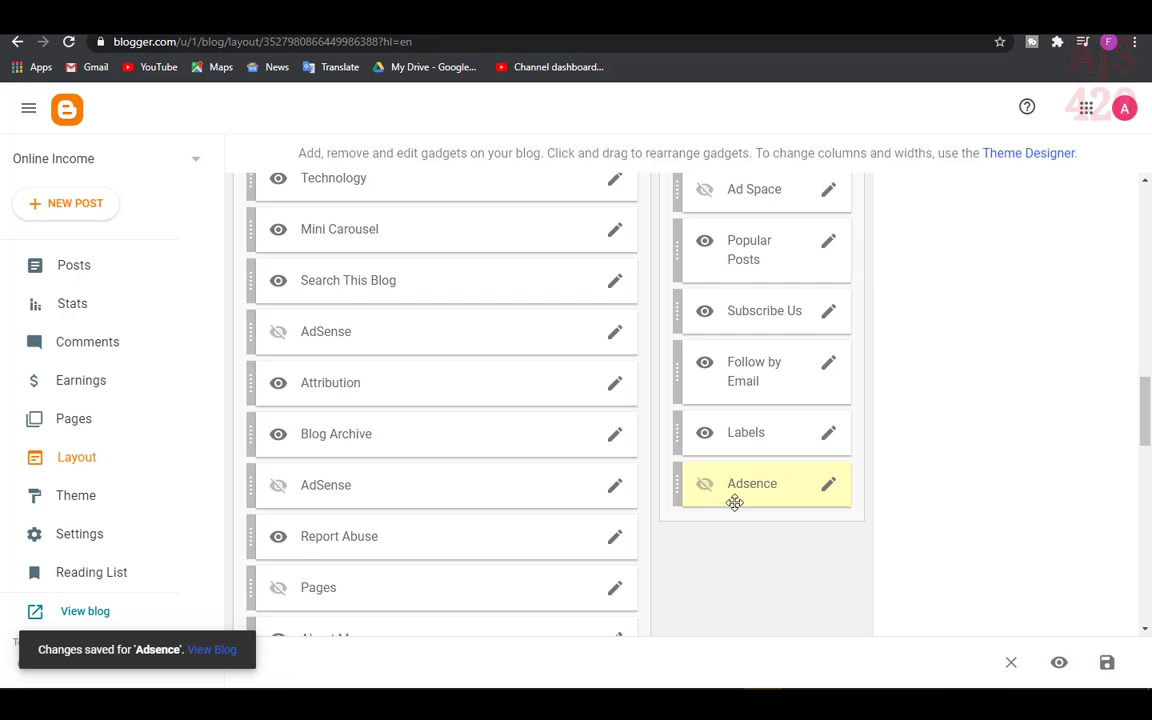 blogger.com/u/1/blog/layout/3527980866449986388?hl=en
Apps Gmail YouTube Maps News Translate My Drive - Google... Channel dashboard...
F
Ajs
420
A
Online Income
NEW POST
Posts
Stats
Comments
Earnings
Pages
Layout
Theme
Settings
Reading List
View blog
Add, remove and edit gadgets on your blog. Click and drag to rearrange gadgets. To change columns and widths, use the Theme Designer.
Technology
Mini Carousel
Search This Blog
AdSense
Attribution
Blog Archive
AdSense
Report Abuse
Pages
Ad Space
Popular
Posts
Subscribe Us
Follow by
Email
Labels
Adsence
Changes saved for 'Adsence'. View Blog